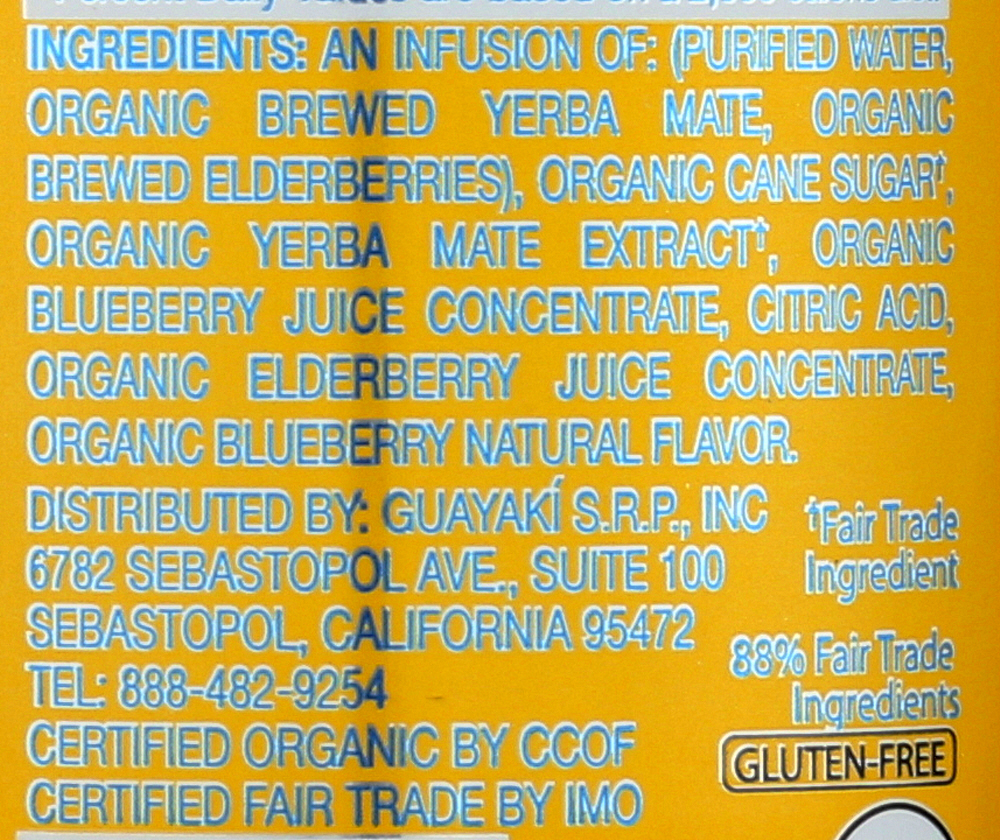 INGREDIENTS: AN INFUSION OF: (PURIFIED WATER,
ORGANIC BREWED YERBA MATE, ORGANIC
BREWED ELDERBERRIES), ORGANIC CANE SUGAR†,
ORGANIC YERBA MATE EXTRACT†, ORGANIC
BLUEBERRY JUICE CONCENTRATE, CITRIC ACID,
ORGANIC ELDERBERRY JUICE CONCENTRATE,
ORGANIC BLUEBERRY NATURAL FLAVOR.
DISTRIBUTED BY: GUAYAKÍ S.R.P., INC
6782 SEBASTOPOL AVE., SUITE 100
SEBASTOPOL, CALIFORNIA 95472
TEL: 888-482-9254
CERTIFIED ORGANIC BY CCOF
CERTIFIED FAIR TRADE BY IMO
†Fair Trade
Ingredient
88% Fair Trade
Ingredients
GLUTEN-FREE